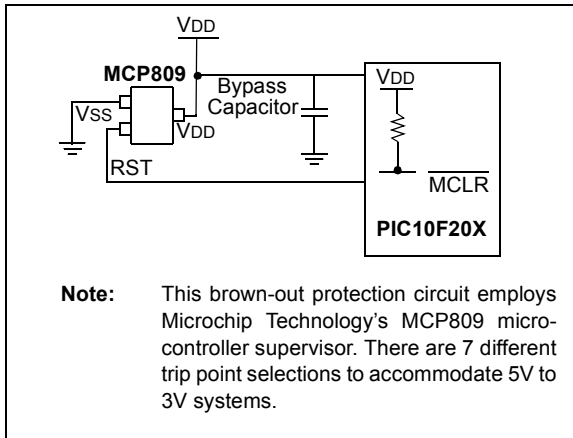 VDD
MCP809
Bypass
Capacitor
VDD
VSS
VDD
RST
MCLR
PIC10F20X
Note: This brown-out protection circuit employs
Microchip Technology's MCP809 micro-
controller supervisor. There are 7 different
trip point selections to accommodate 5V to
3V systems.